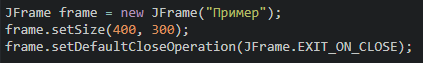 JFrame frame = new JFrame("Пример");
frame.setSize(400, 300);
frame.setDefaultCloseOperation(JFrame.EXIT_ON_CLOSE);